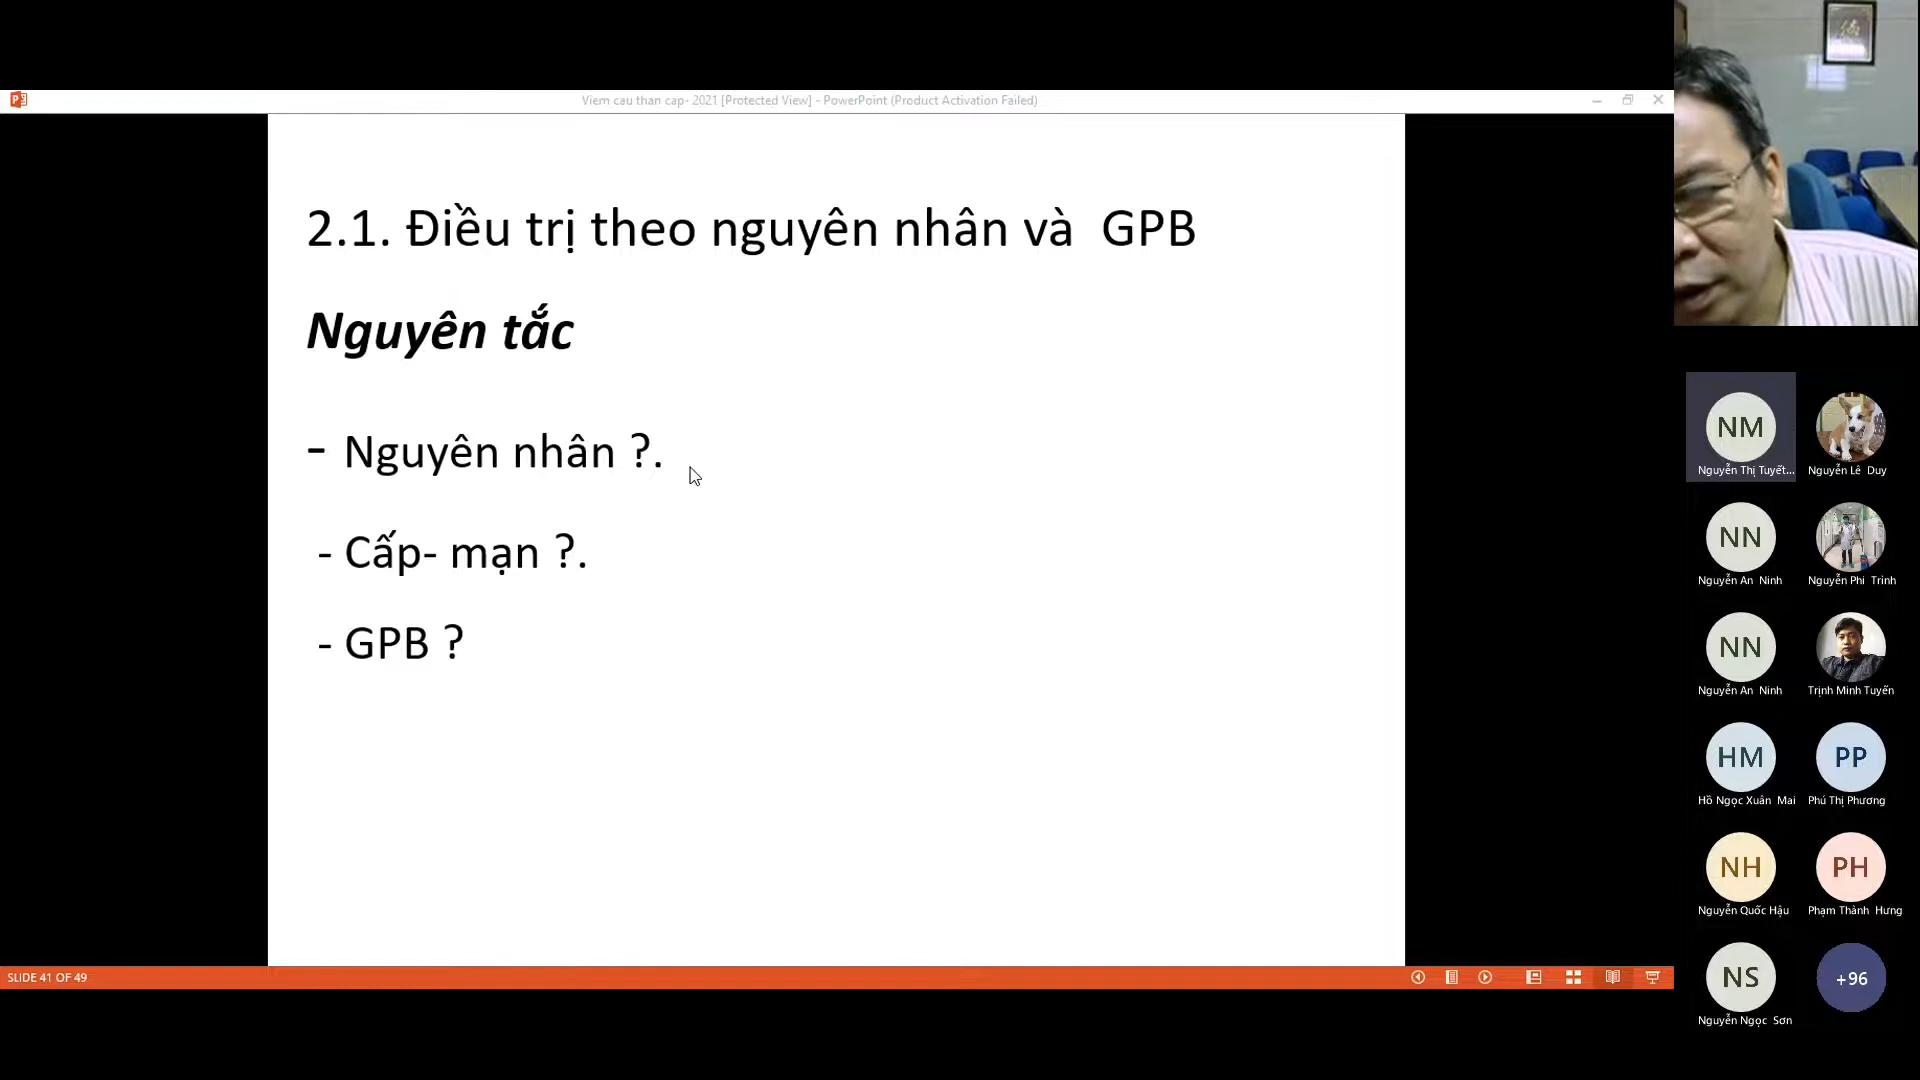 Viem cau than cap- 2021 [Protected View] - PowerPoint (Product Activation Failed)
2.1. Điều trị theo nguyên nhân và GPB
Nguyên tắc
- Nguyên nhân ?.
- Cấp- mạn ?.
- GPB ?
SLIDE 41 OF 49
NM
Nguyễn Thị Tuyết...
Nguyễn Lê Duy
NN
Nguyễn An Ninh
Nguyễn Phi Trinh
NN
Nguyễn An Ninh
Trịnh Minh Tuyến
HM
Hồ Ngọc Xuân Mai
PP
Phú Thị Phương
NH
Nguyễn Quốc Hậu
PH
Phạm Thành Hưng
NS
Nguyễn Ngọc Sơn
+96